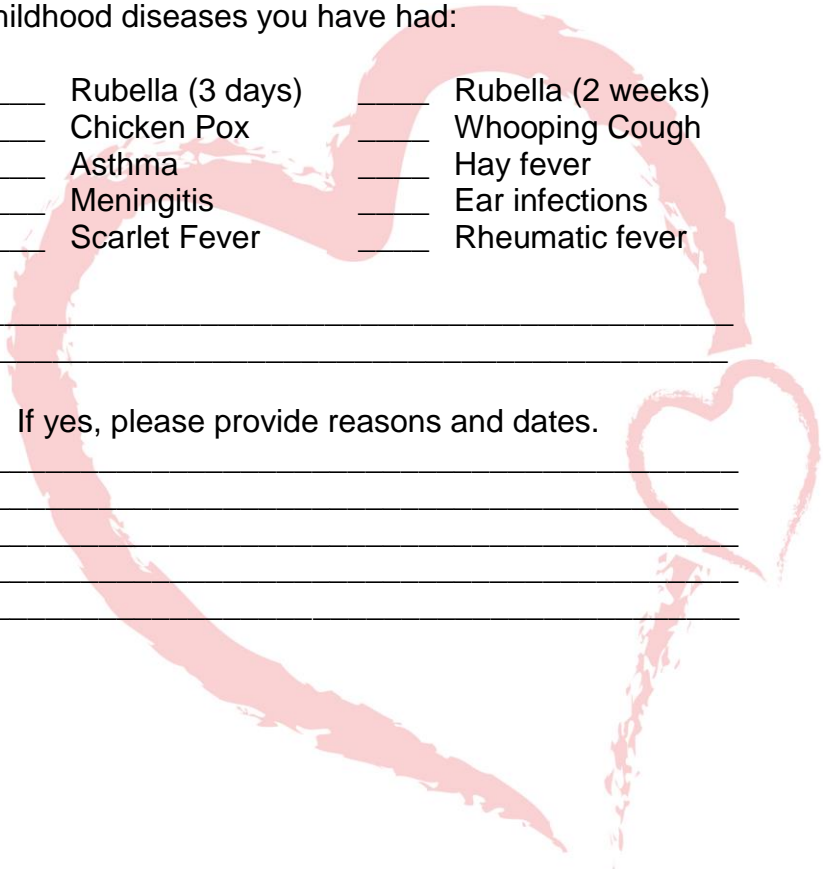 hildhood diseases you have had:
___ Rubella (3 days) ____ Rubella (2 weeks)
___ Chicken Pox ____ Whooping Cough
___ Asthma ____ Hay fever
___ Meningitis ____ Ear infections
___ Scarlet Fever ____ Rheumatic fever
If yes, please provide reasons and dates.